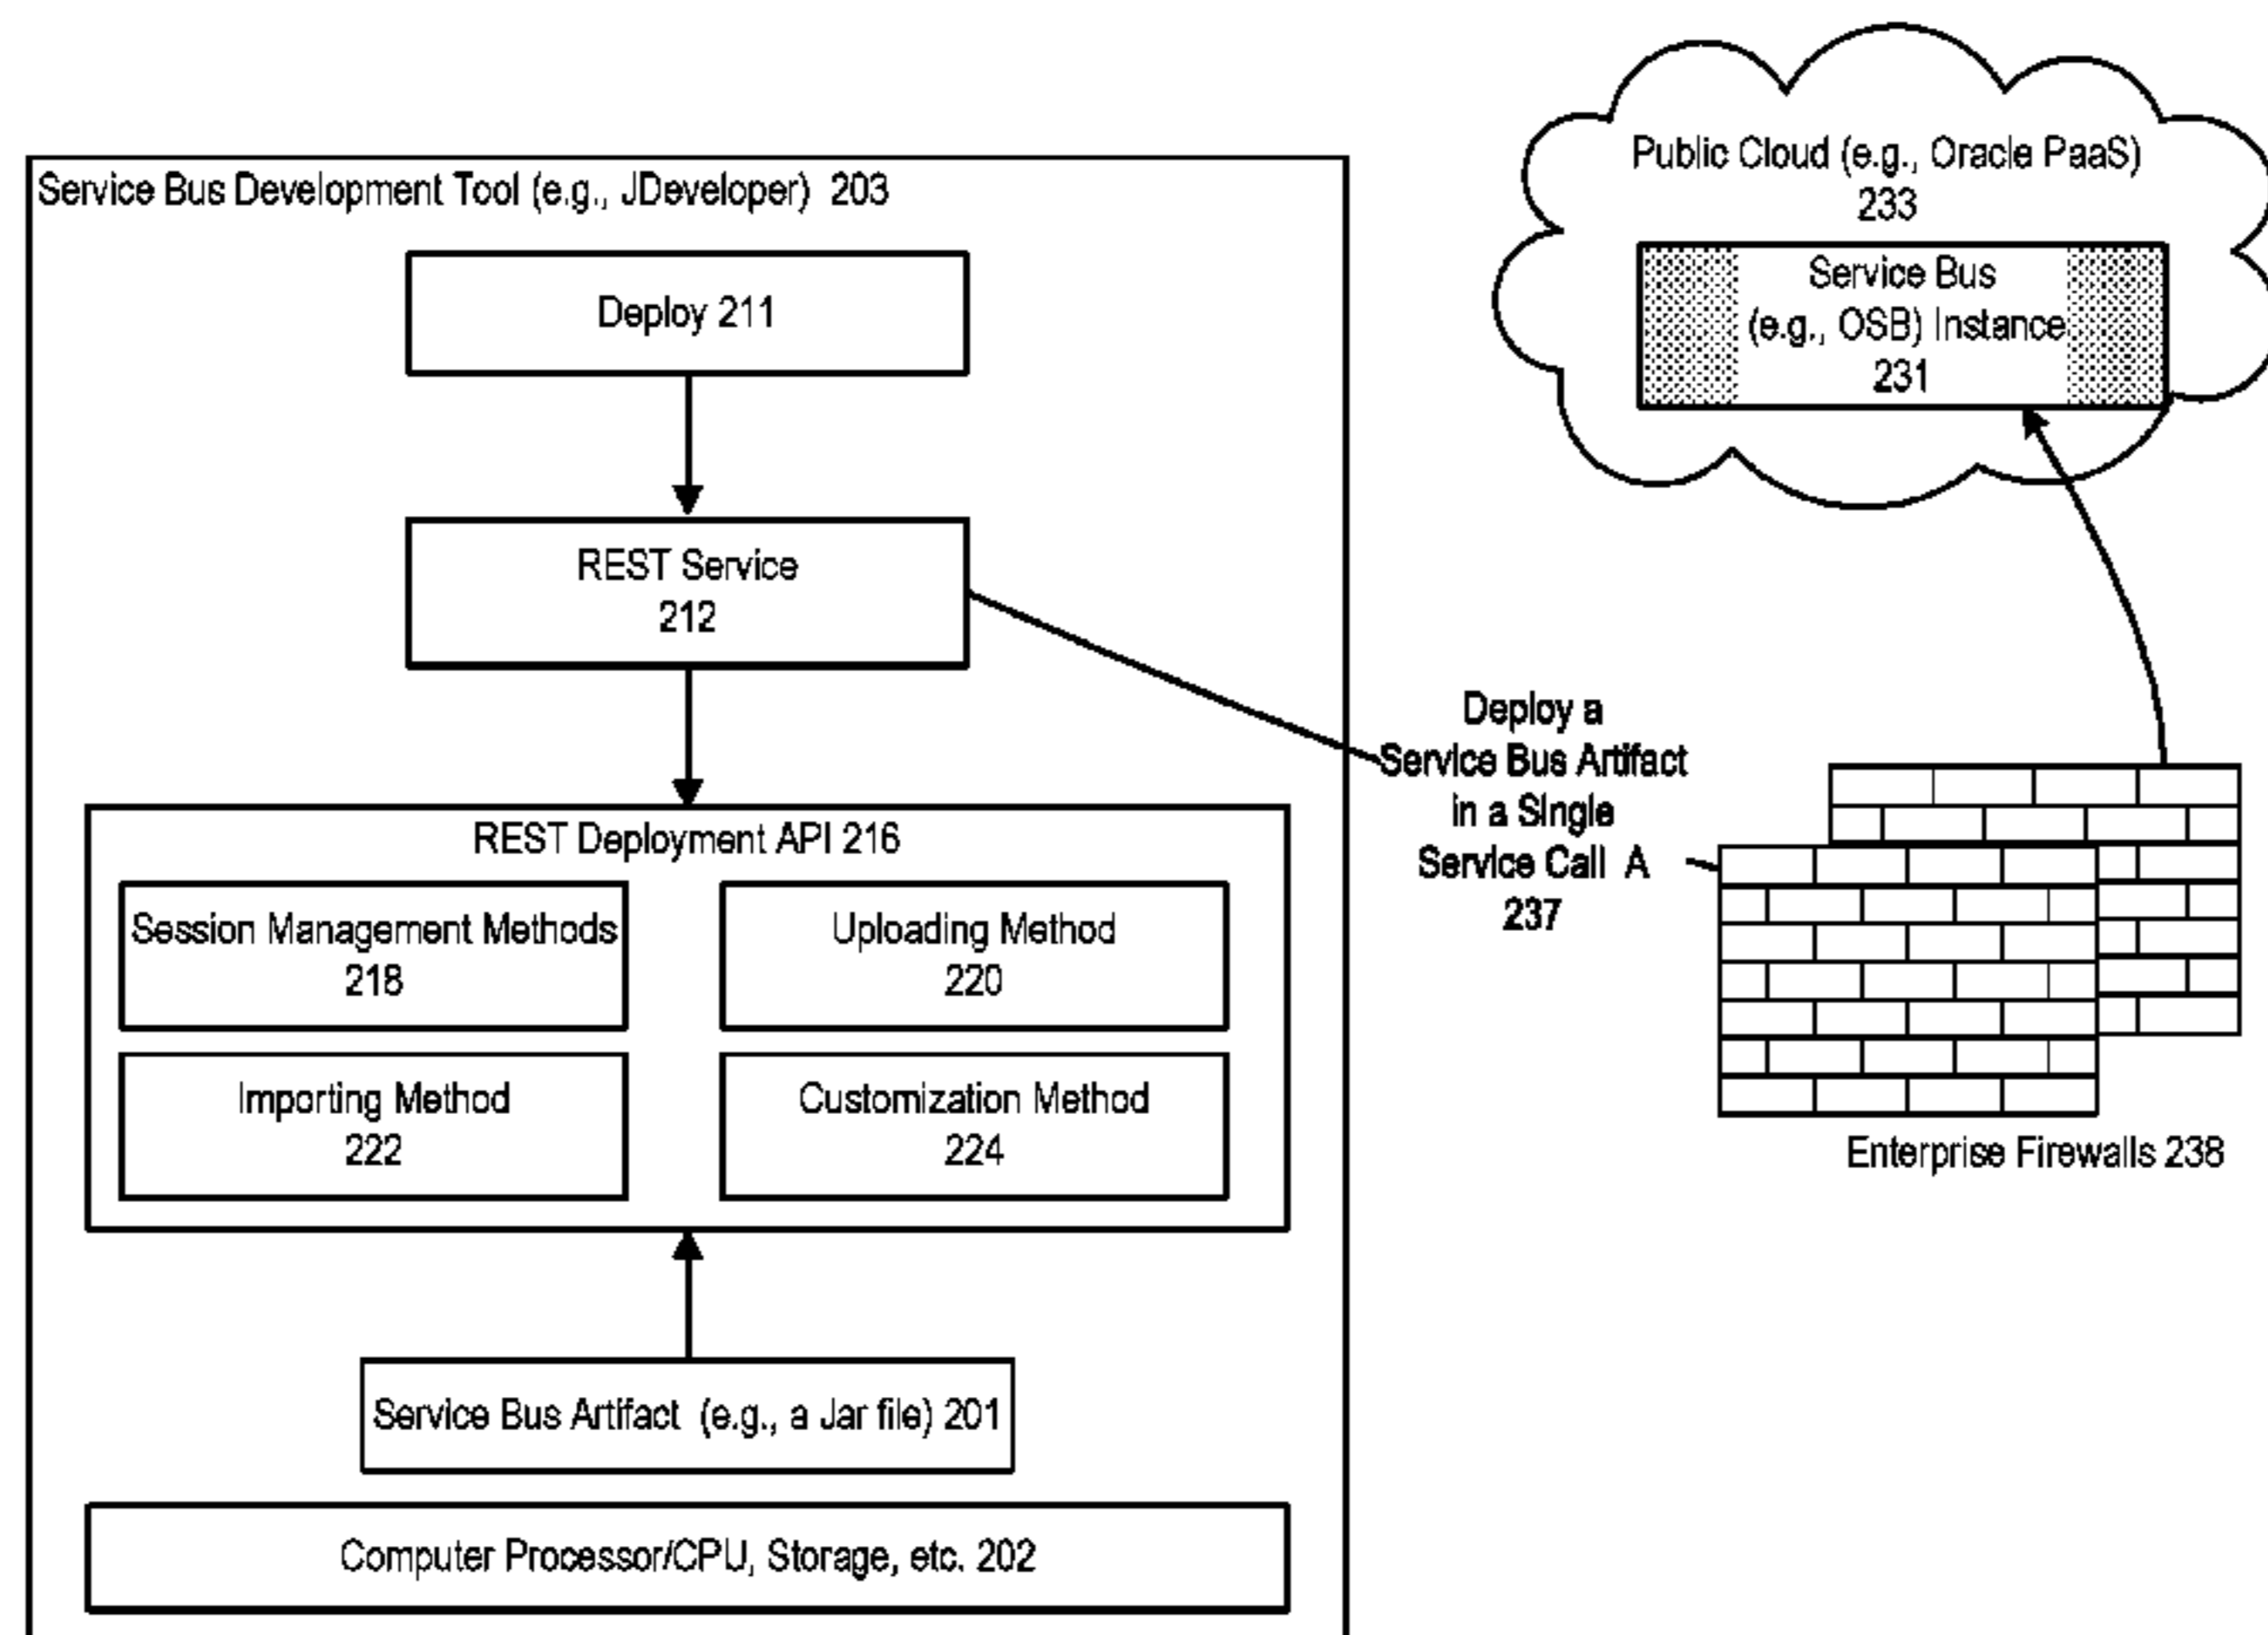 Public Cloud (e.g., Oracle PaaS)
233
Service Bus
(e.g., OSB) Instance
231
Service Bus Development Tool (e.g., JDeveloper) 203
Deploy 211
REST Service
212
Deploy a
Service Bus Artifact
in a Single
Service Call A
237
REST Deployment API 216
Session Management Methods
218
Uploading Method
220
Importing Method
222
Customization Method
224
Enterprise Firewalls 238
Service Bus Artifact (e.g., a Jar file) 201
Computer Processor/CPU, Storage, etc. 202